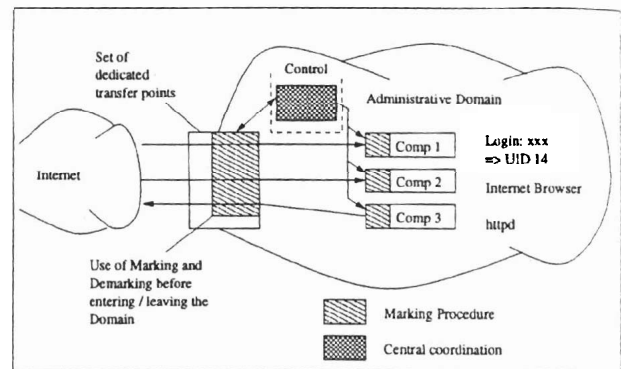 Set of
dedicated
transfer points
Control
Administrative Domain
Internet
Comp 1
Login: xxx
=> UID 14
Comp 2
Internet Browser
Comp 3
httpd
Use of Marking and
Demarking before
entering / leaving the
Domain
Marking Procedure
Central coordination